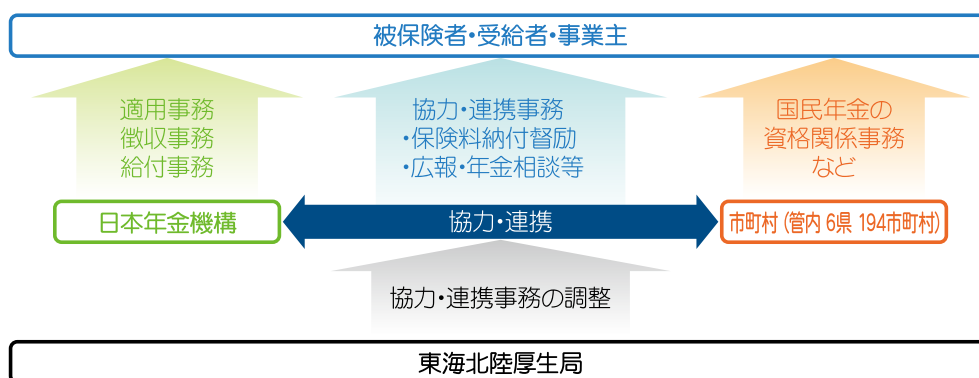 被保険者・受給者・事業主
適用事務
徴収事務
給付事務
協力・連携事務
・保険料納付督励
・広報・年金相談等
国民年金の
資格関係事務
など
日本年金機構
協力・連携
市町村 (管内 6県 194市町村)
協力・連携事務の調整
東海北陸厚生局